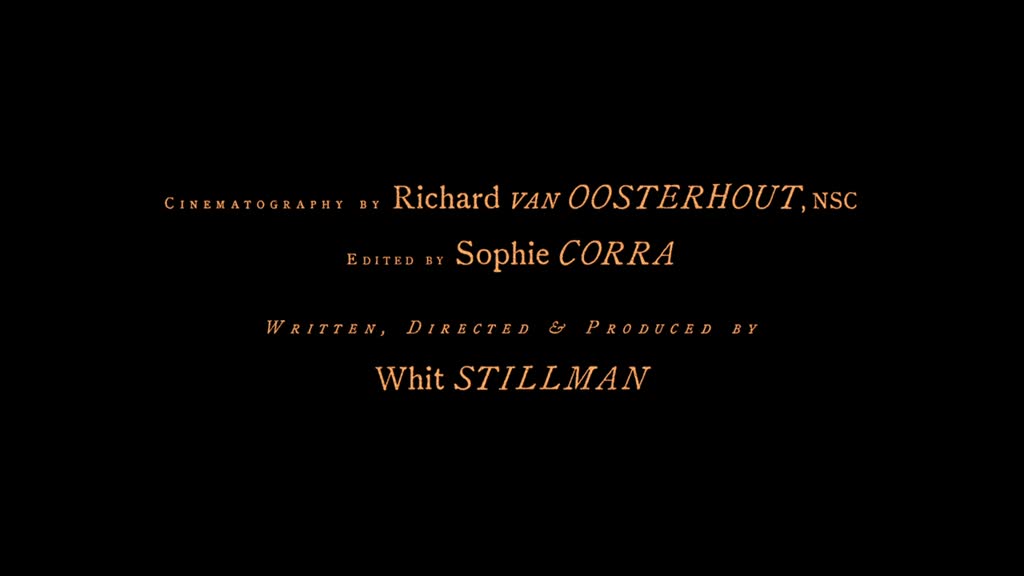 Cinematography by Richard van OOSTERHOUT, NSC
Edited by Sophie CORRA
Written, Directed & Produced by
Whit STILLMAN